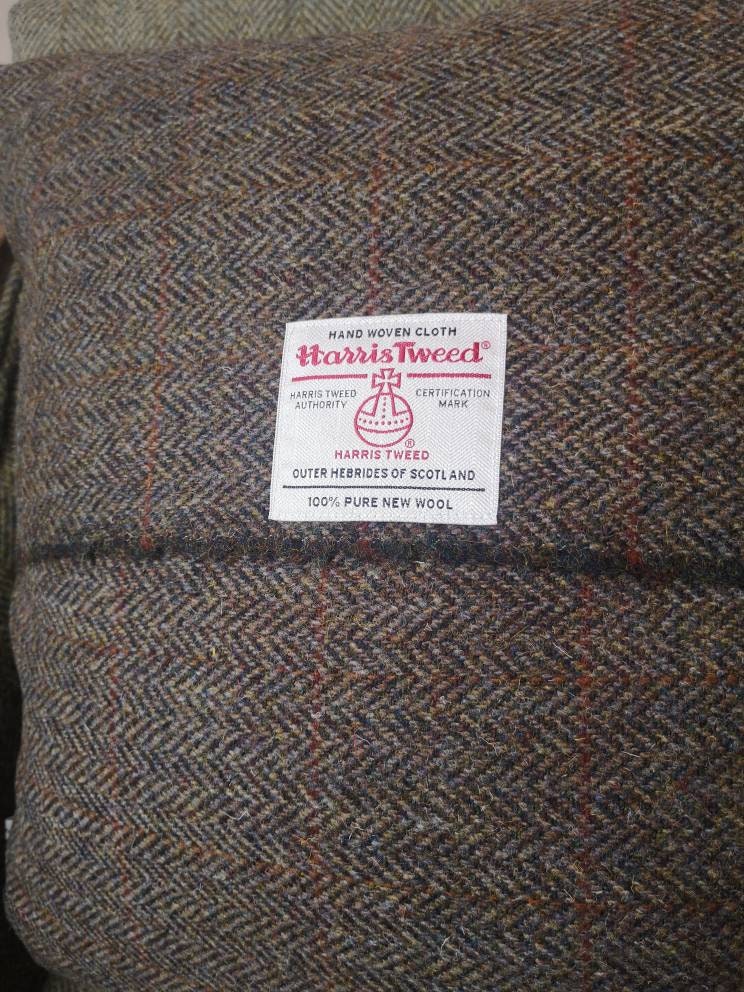 HAND WOVEN CLOTH
Harris Tweed®
HARRIS TWEED AUTHORITY
CERTIFICATION MARK
®
HARRIS TWEED
OUTER HEBRIDES OF SCOTLAND
100% PURE NEW WOOL